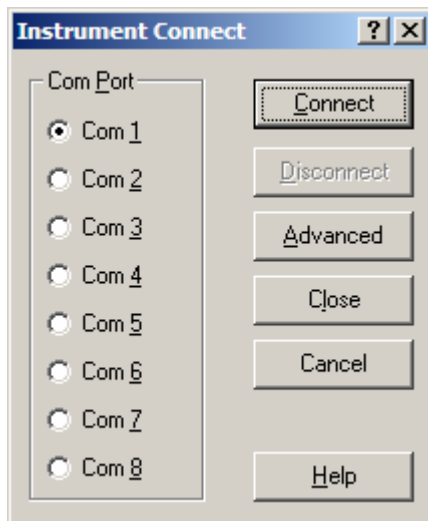 Instrument Connect
Com Port
Com 1
Com 2
Com 3
Com 4
Com 5
Com 6
Com 7
Com 8
Connect
Disconnect
Advanced
Close
Cancel
Help